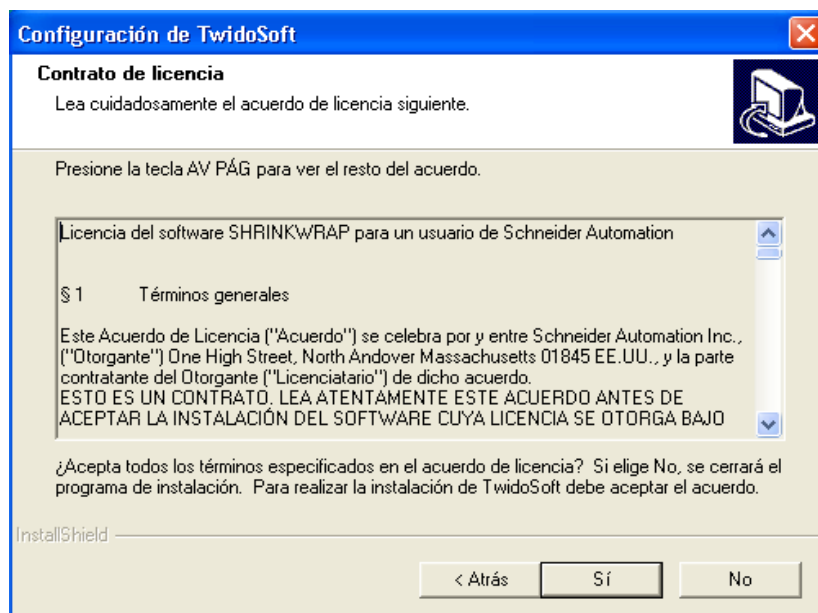 Configuración de TwidoSoft
Contrato de licencia
Lea cuidadosamente el acuerdo de licencia siguiente.
Presione la tecla AV PÁG para ver el resto del acuerdo.
Licencia del software SHRINKWRAP para un usuario de Schneider Automation
§ 1 Términos generales
Este Acuerdo de Licencia ("Acuerdo") se celebra por y entre Schneider Automation Inc.,
("Otorgante") One High Street, North Andover Massachusetts 01845 EE.UU., y la parte
contratante del Otorgante ("Licenciatario") de dicho acuerdo.
ESTO ES UN CONTRATO. LEA ATENTAMENTE ESTE ACUERDO ANTES DE
ACEPTAR LA INSTALACIÓN DEL SOFTWARE CUYA LICENCIA SE OTORGA BAJO
¿Acepta todos los términos especificados en el acuerdo de licencia? Si elige No, se cerrará el
programa de instalación. Para realizar la instalación de TwidoSoft debe aceptar el acuerdo.
InstallShield
< Atrás Sí No